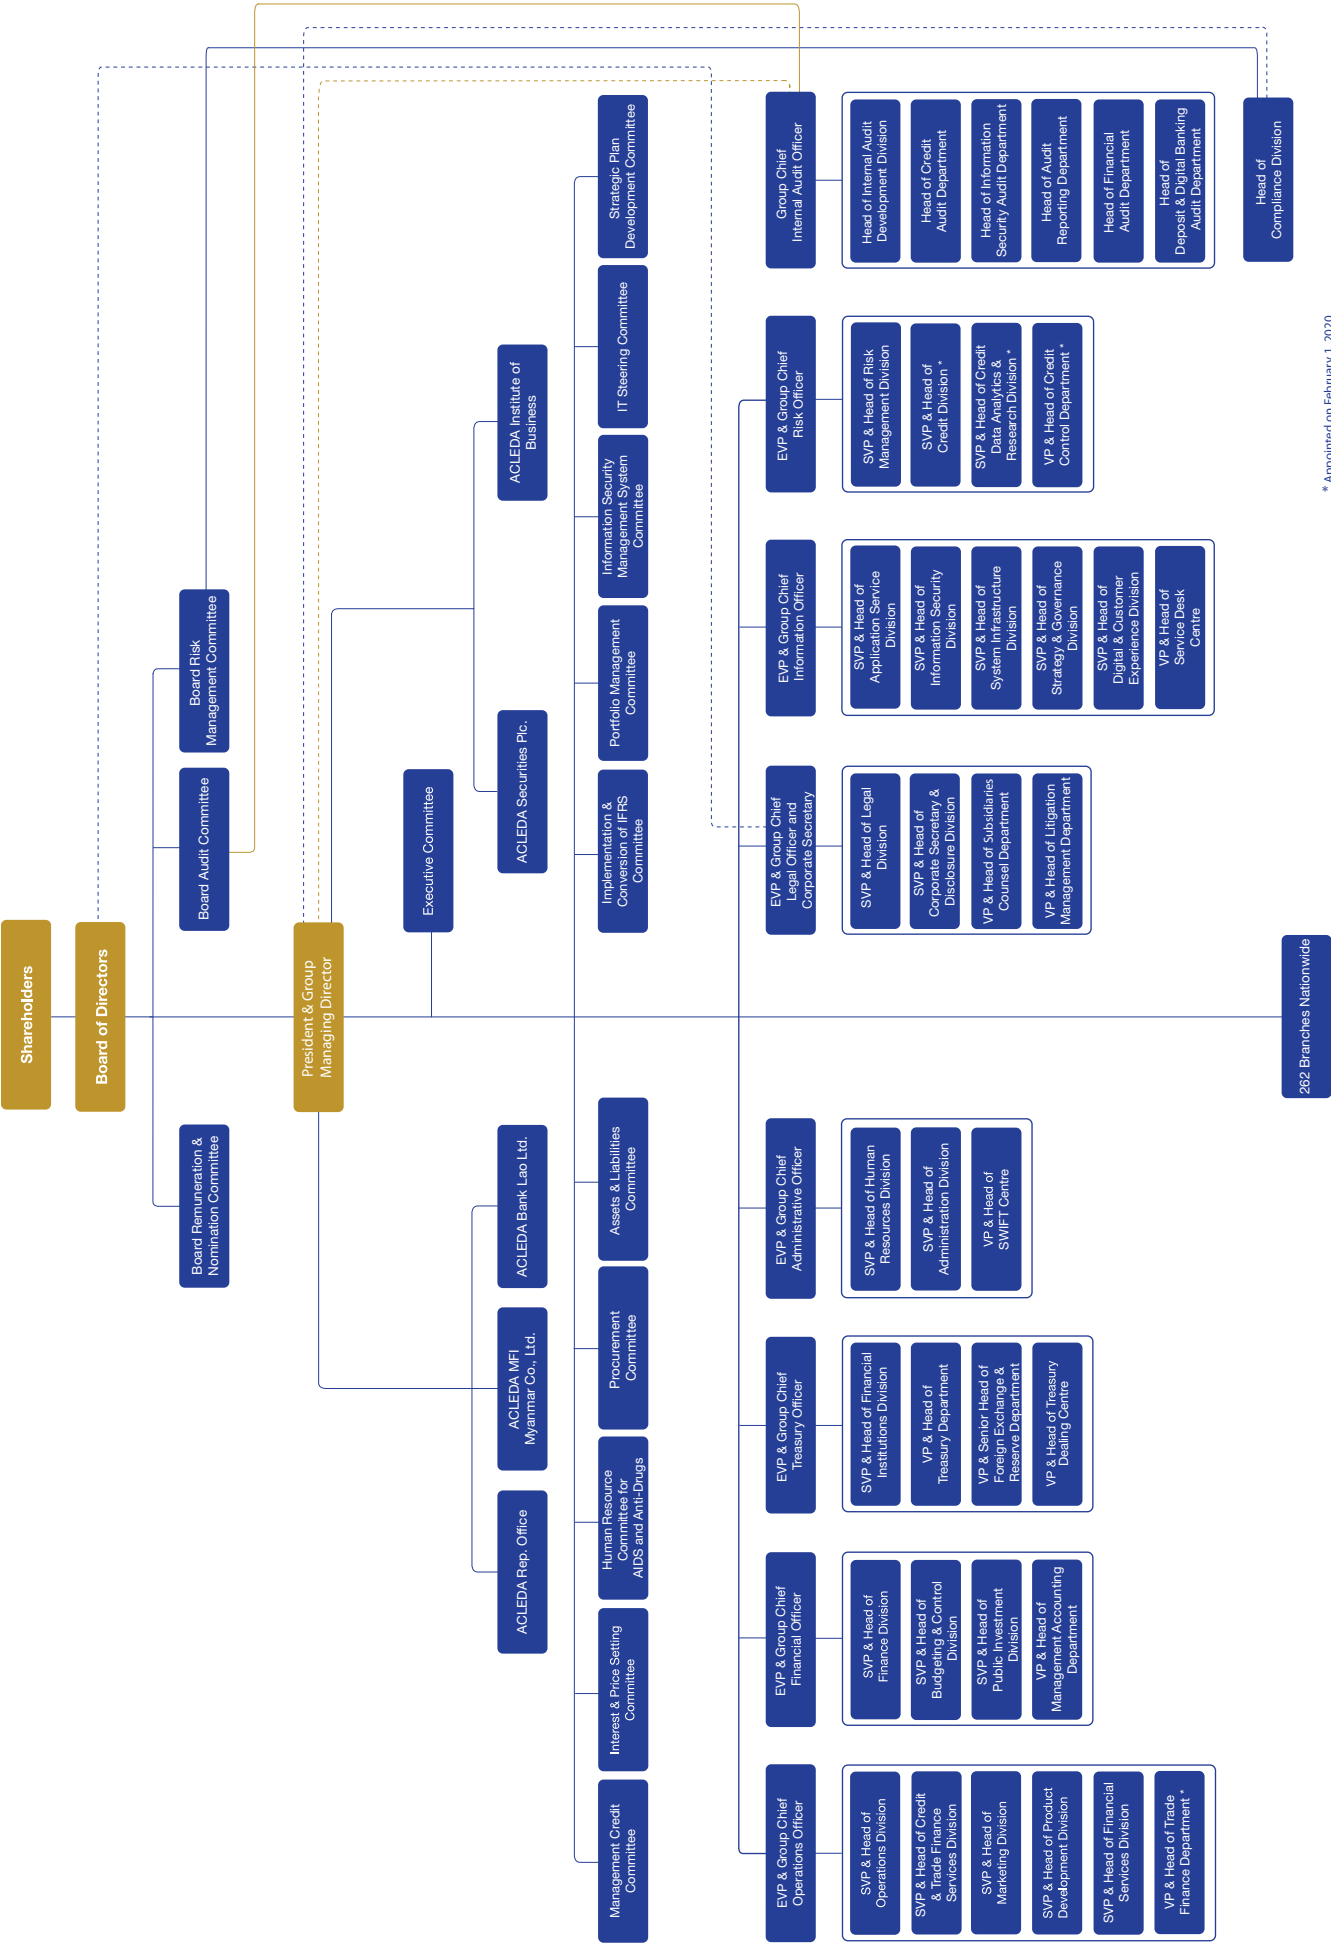 Shareholders
Board of Directors
Board Remuneration &
Nomination Committee
Board Audit Committee
Board Risk
Management Committee
President & Group
Managing Director
Executive Committee
ACLEDA Rep. Office
ACLEDA MFI
Myanmar Co., Ltd.
ACLEDA Bank Lao Ltd.
ACLEDA Securities Plc.
ACLEDA Institute of
Business
Management Credit
Committee
Interest & Price Setting
Committee
Human Resource
Committee for
AIDS and Anti-Drugs
Procurement
Committee
Assets & Liabilities
Committee
Implementation &
Conversion of IFRS
Committee
Portfolio Management
Committee
Information Security
Management System
Committee
IT Steering Committee
Strategic Plan
Development Committee
EVP & Group Chief
Operations Officer
SVP & Head of
Operations Division
SVP & Head of Credit
& Trade Finance
Services Division
SVP & Head of
Marketing Division
SVP & Head of Product
Development Division
SVP & Head of Financial
Services Division
VP & Head of Trade
Finance Department *
EVP & Group Chief
Financial Officer
SVP & Head of
Finance Division
SVP & Head of
Budgeting & Control
Division
SVP & Head of
Public Investment
Division
VP & Head of
Management Accounting
Department
EVP & Group Chief
Treasury Officer
SVP & Head of Financial
Institutions Division
VP & Head of
Treasury Department
VP & Senior Head of
Foreign Exchange &
Reserve Department
VP & Head of Treasury
Dealing Centre
EVP & Group Chief
Administrative Officer
SVP & Head of Human
Resources Division
SVP & Head of
Administration Division
VP & Head of
SWIFT Centre
EVP & Group Chief
Legal Officer and
Corporate Secretary
SVP & Head of Legal
Division
SVP & Head of
Corporate Secretary &
Disclosure Division
VP & Head of Subsidiaries
Counsel Department
VP & Head of Litigation
Management Department
EVP & Group Chief
Information Officer
SVP & Head of
Application Service
Division
SVP & Head of
Information Security
Division
SVP & Head of
System Infrastructure
Division
SVP & Head of
Strategy & Governance
Division
SVP & Head of
Digital & Customer
Experience Division
VP & Head of
Service Desk
Centre
EVP & Group Chief
Risk Officer
SVP & Head of Risk
Management Division
SVP & Head of
Credit Division *
SVP & Head of Credit
Data Analytics &
Research Division *
VP & Head of Credit
Control Department *
Group Chief
Internal Audit Officer
Head of Internal Audit
Development Division
Head of Credit
Audit Department
Head of Information
Security Audit Department
Head of Audit
Reporting Department
Head of Financial
Audit Department
Head of
Deposit & Digital Banking
Audit Department
Head of
Compliance Division
262 Branches Nationwide
* Appointed on February 1, 2020